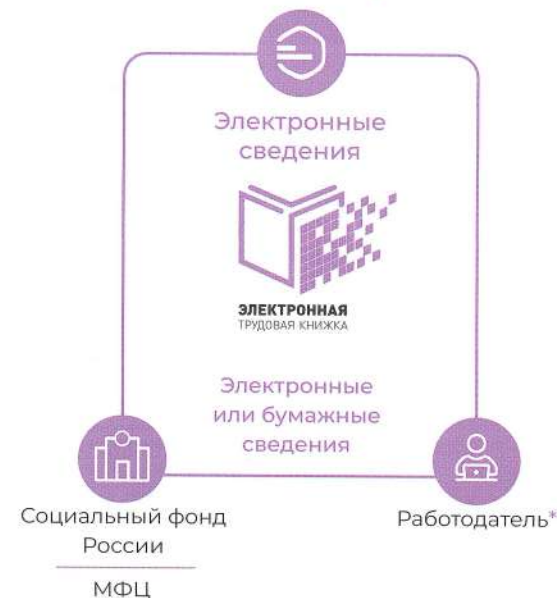 Электронные
сведения
ЭЛЕКТРОННАЯ
ТРУДОВАЯ КНИЖКА
Электронные
или бумажные
сведения
Социальный фонд
России
МФЦ
Работодатель*